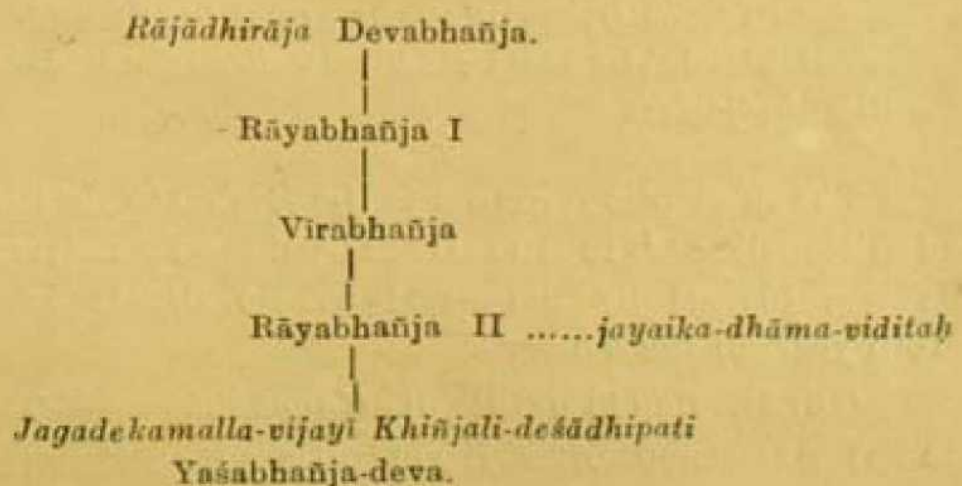 Rājādhirāja Devabhañja.
Rāyabhañja I
Vīrabhañja
Rāyabhañja II ......jayaika-dhāma-viditaḥ
Jagadekamalla-vijayī Khiñjali-deśādhipati
Yaśabhañja-deva.